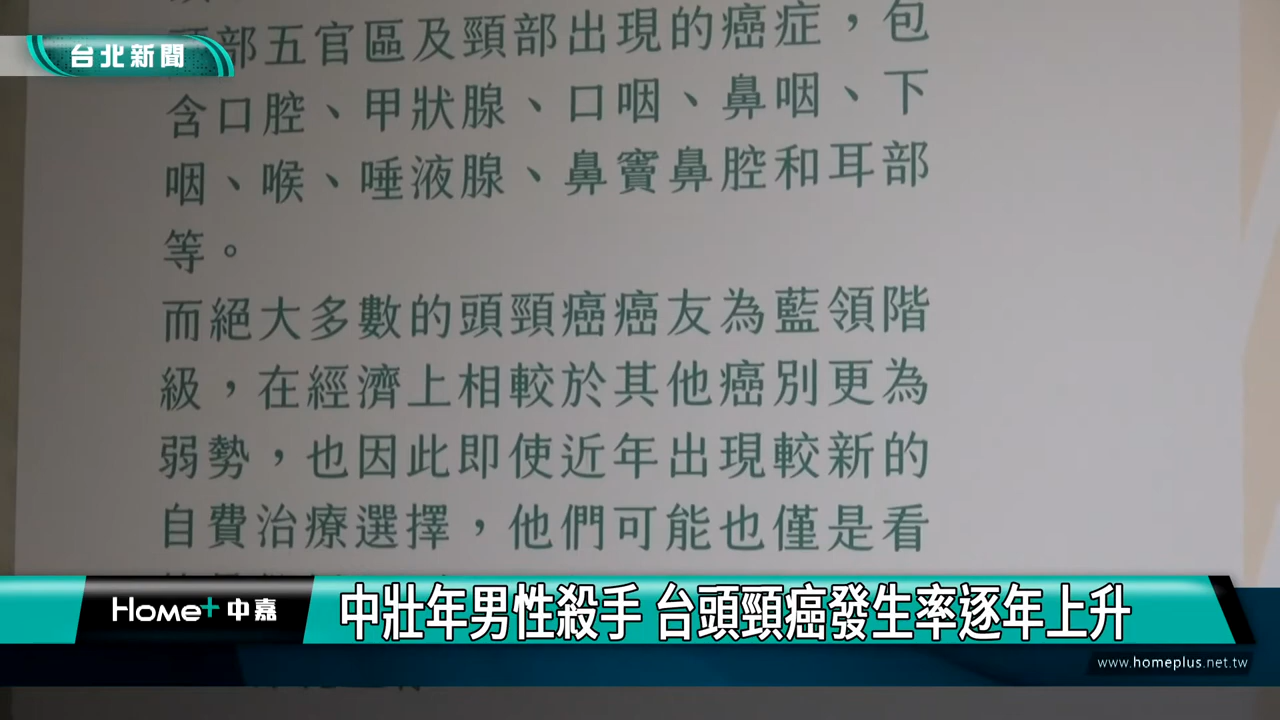 台北新聞
部五官區及頸部出現的癌症，包
含口腔、甲狀腺、口咽、鼻咽、下
咽、喉、唾液腺、鼻竇鼻腔和耳部
等。
而絕大多數的頭頸癌癌友為藍領階
級，在經濟上相較於其他癌別更為
弱勢，也因此即使近年出現較新的
自費治療選擇，他們可能也僅是看
Home+中嘉
中壯年男性殺手 台頭頸癌發生率逐年上升
www.homeplus.net.tw